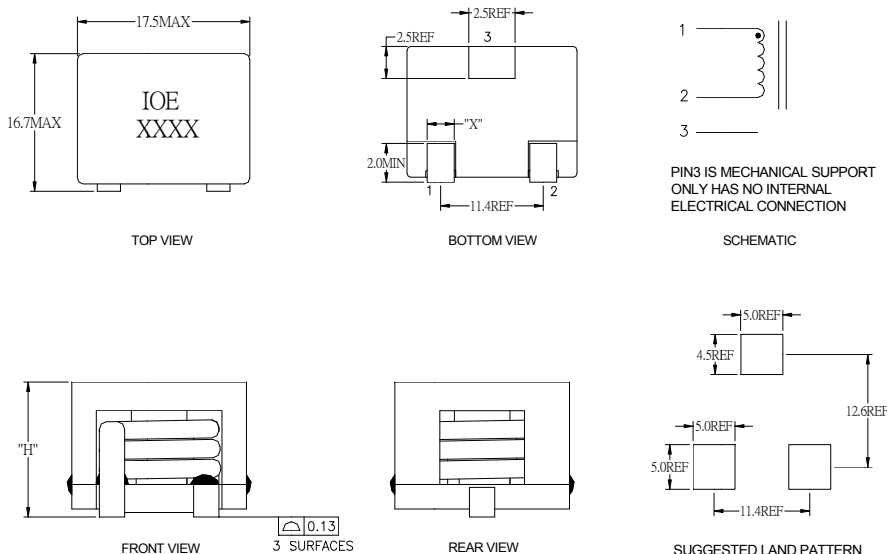 17.5MAX
16.7MAX
IOE
XXXX
TOP VIEW
2.5REF
2.5REF
3
"X"
2.0MIN
1
2
11.4REF
BOTTOM VIEW
1
2
3
PIN3 IS MECHANICAL SUPPORT
ONLY HAS NO INTERNAL
ELECTRICAL CONNECTION
SCHEMATIC
"H"
0.13
3 SURFACES
FRONT VIEW
REAR VIEW
5.0REF
4.5REF
12.6REF
5.0REF
5.0REF
11.4REF
SUGGESTED LAND PATTERN